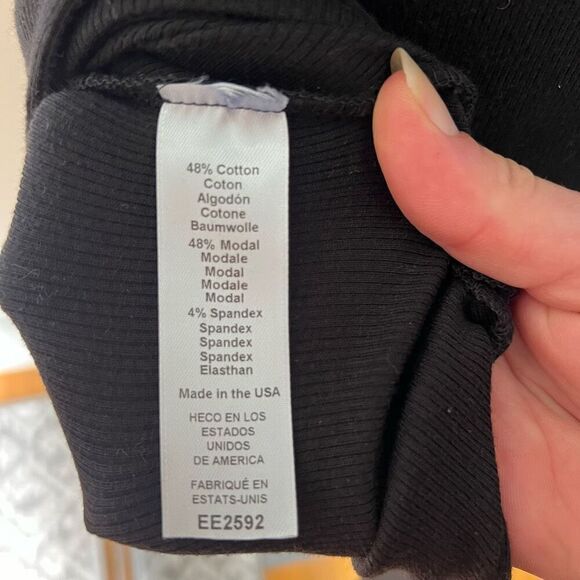 48% Cotton
Coton
Algodón
Cotone
Baumwolle
48% Modal
Modale
Modal
Modale
Modal
4% Spandex
Spandex
Spandex
Spandex
Elasthan
Made in the USA
HECO EN LOS
ESTADOS
UNIDOS
DE AMERICA
FABRIQUÉ EN
ESTATS-UNIS
EE2592